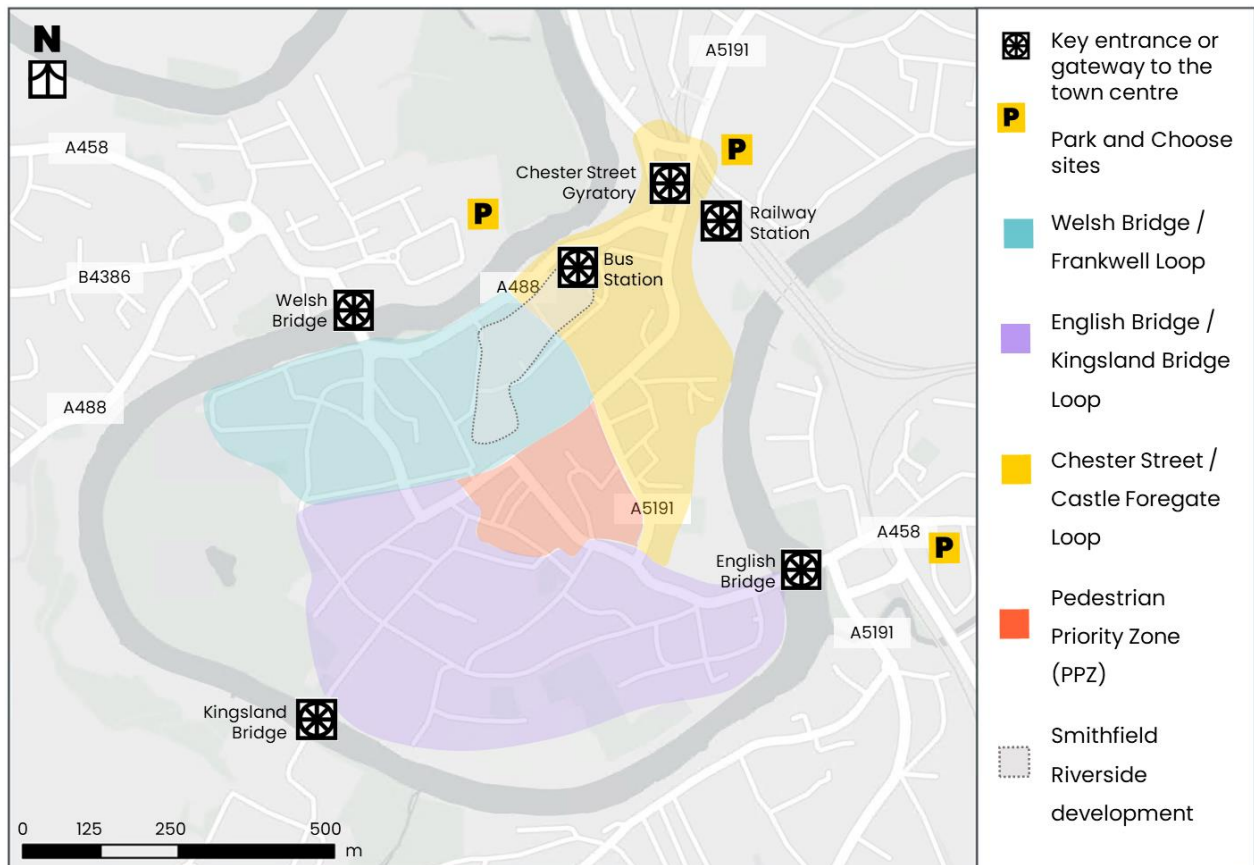 N
A5191
A458
P
Chester Street
Gyratory
P
Railway
Station
Bus
Station
B4386
A488
Welsh
Bridge
A488
A5191
A458
P
English
Bridge
A5191
Kingsland
Bridge
0 125 250 500
m
Key entrance or
gateway to the
town centre
P
Park and Choose
sites
Welsh Bridge /
Frankwell Loop
English Bridge /
Kingsland Bridge
Loop
Chester Street /
Castle Foregate
Loop
Pedestrian
Priority Zone
(PPZ)
Smithfield
Riverside
development